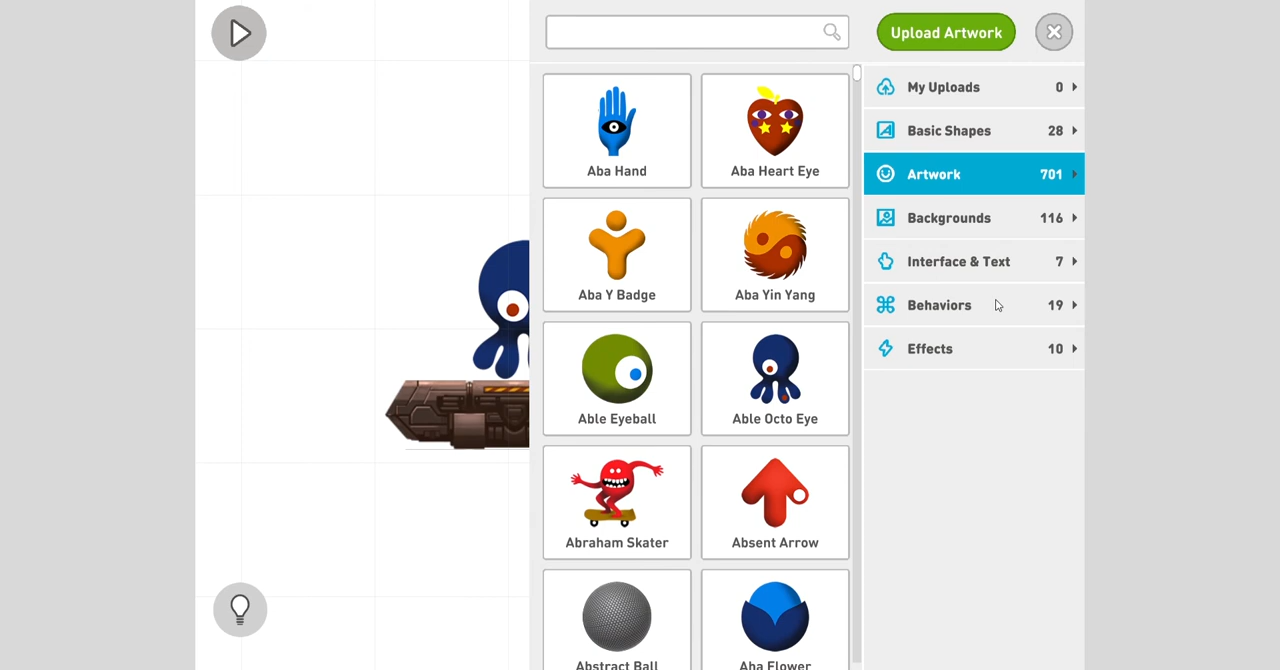 Upload Artwork
My Uploads 0
Basic Shapes 28
Artwork 701
Backgrounds 116
Interface & Text 7
Behaviors 19
Effects 10
Aba Hand
Aba Heart Eye
Aba Y Badge
Aba Yin Yang
Able Eyeball
Able Octo Eye
Abraham Skater
Absent Arrow
Abstract Ball
Aba Flower